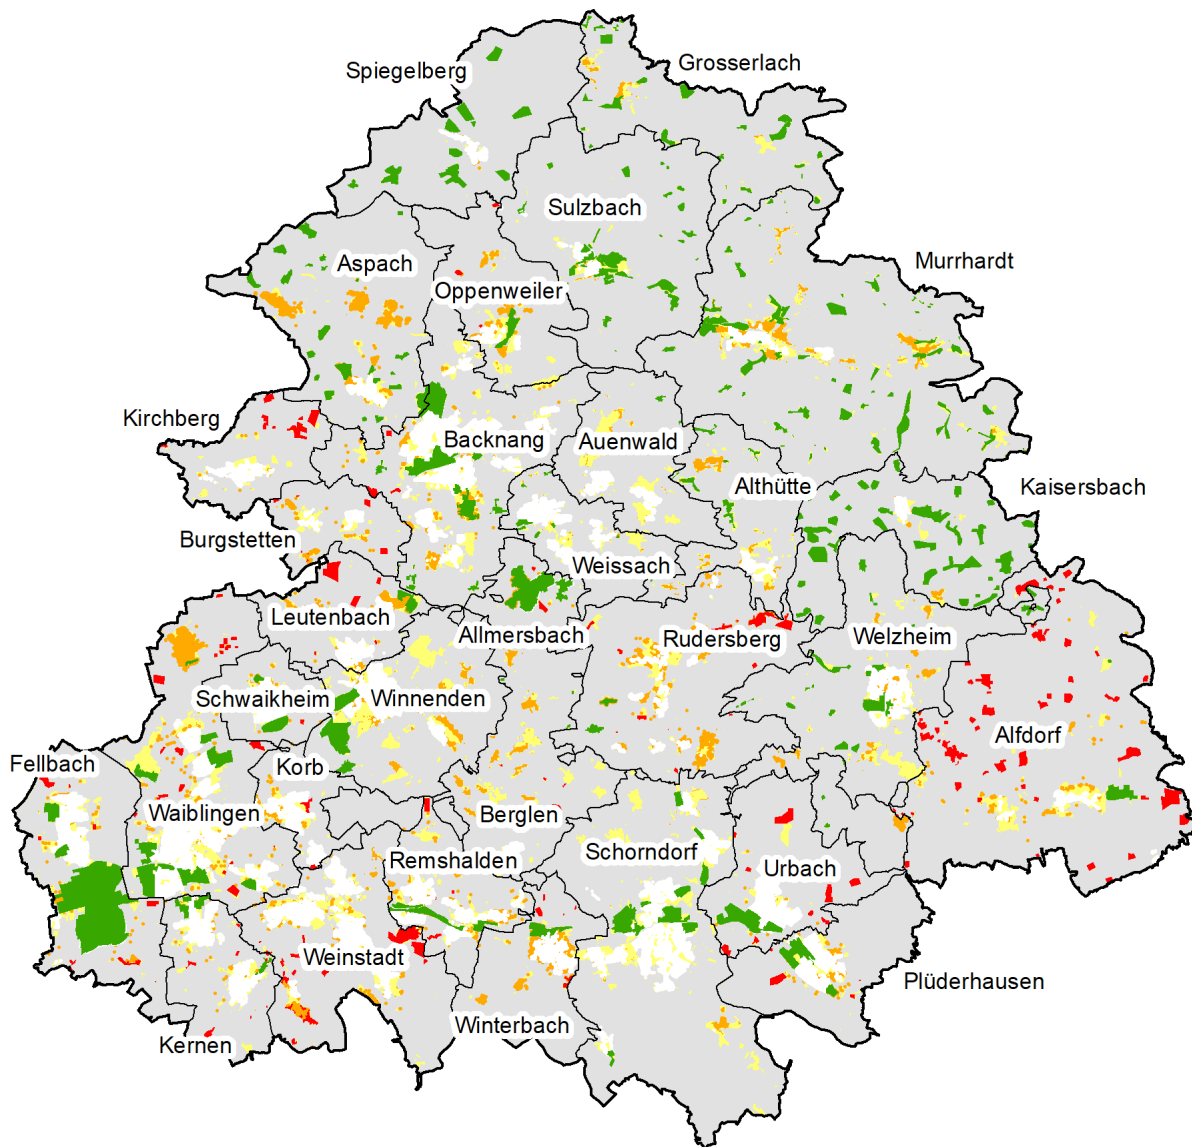 Grosserlach
Spiegelberg
Sulzbach
Aspach
Murrhardt
Oppenweiler
Kirchberg
Backnang
Auenwald
Althütte
Kaisersbach
Burgstetten
Weissach
Leutenbach
Allmersbach
Rudersberg
Welzheim
Schwaikheim
Winnenden
Alfdorf
Fellbach
Korb
Waiblingen
Berglen
Schorndorf
Remshalden
Urbach
Weinstadt
Plüderhausen
Winterbach
Kernen